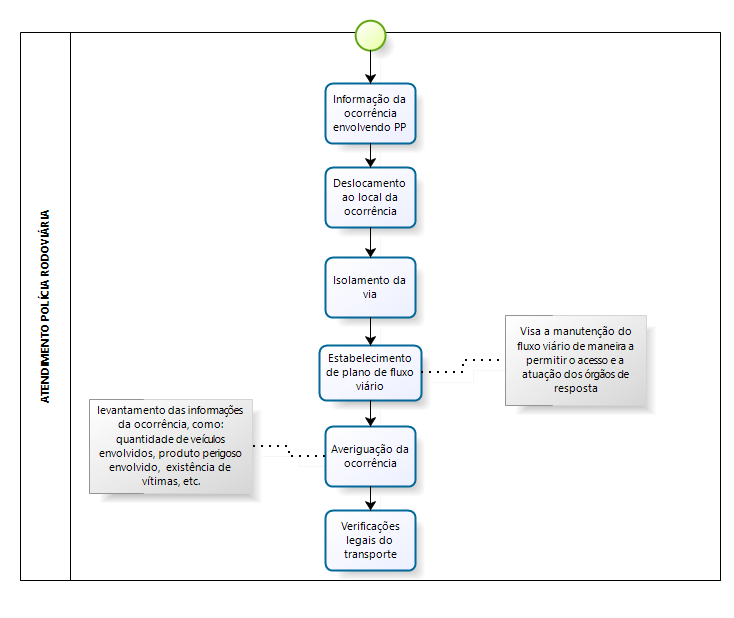 ATENDIMENTO POLÍCIA RODOVIÁRIA
Informação da
ocorrência
envolvendo PP
Deslocamento
ao local da
ocorrência
Isolamento da
via
Estabelecimento
de plano de fluxo
viário
Visa a manutenção do
fluxo viário de maneira a
permitir o acesso e a
atuação dos órgãos de
resposta
levantamento das informações
da ocorrência, como:
quantidade de veículos
envolvidos, produto perigoso
envolvido, existência de
vítimas, etc.
Averiguação da
ocorrência
Verificações
legais do
transporte